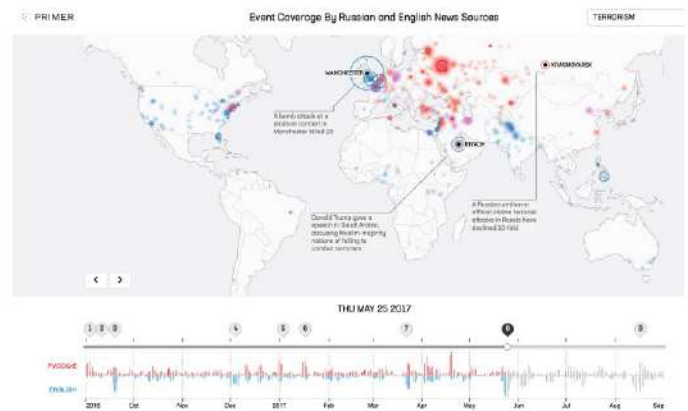 PRIMER
Event Coverage By Russian and English News Sources
TERRORISM
MANCHESTER
KRASNOYARSK
A bomb attack at a
stadium concert in
Manchester killed 22
RIYADH
Donald Trump gave a
speech in Saudi Arabia,
accusing Muslim-majority
nations of failing to
combat terrorism
A Russian antiterror
official claims terrorist
attacks in Russia have
declined 10-fold
THU MAY 25 2017
1 2 3 4 5 6 7 8 9
РУССКИЕ
ENGLISH
2016 Oct Nov Dec 2017 Feb Mar Apr May Jun Jul Aug Sep